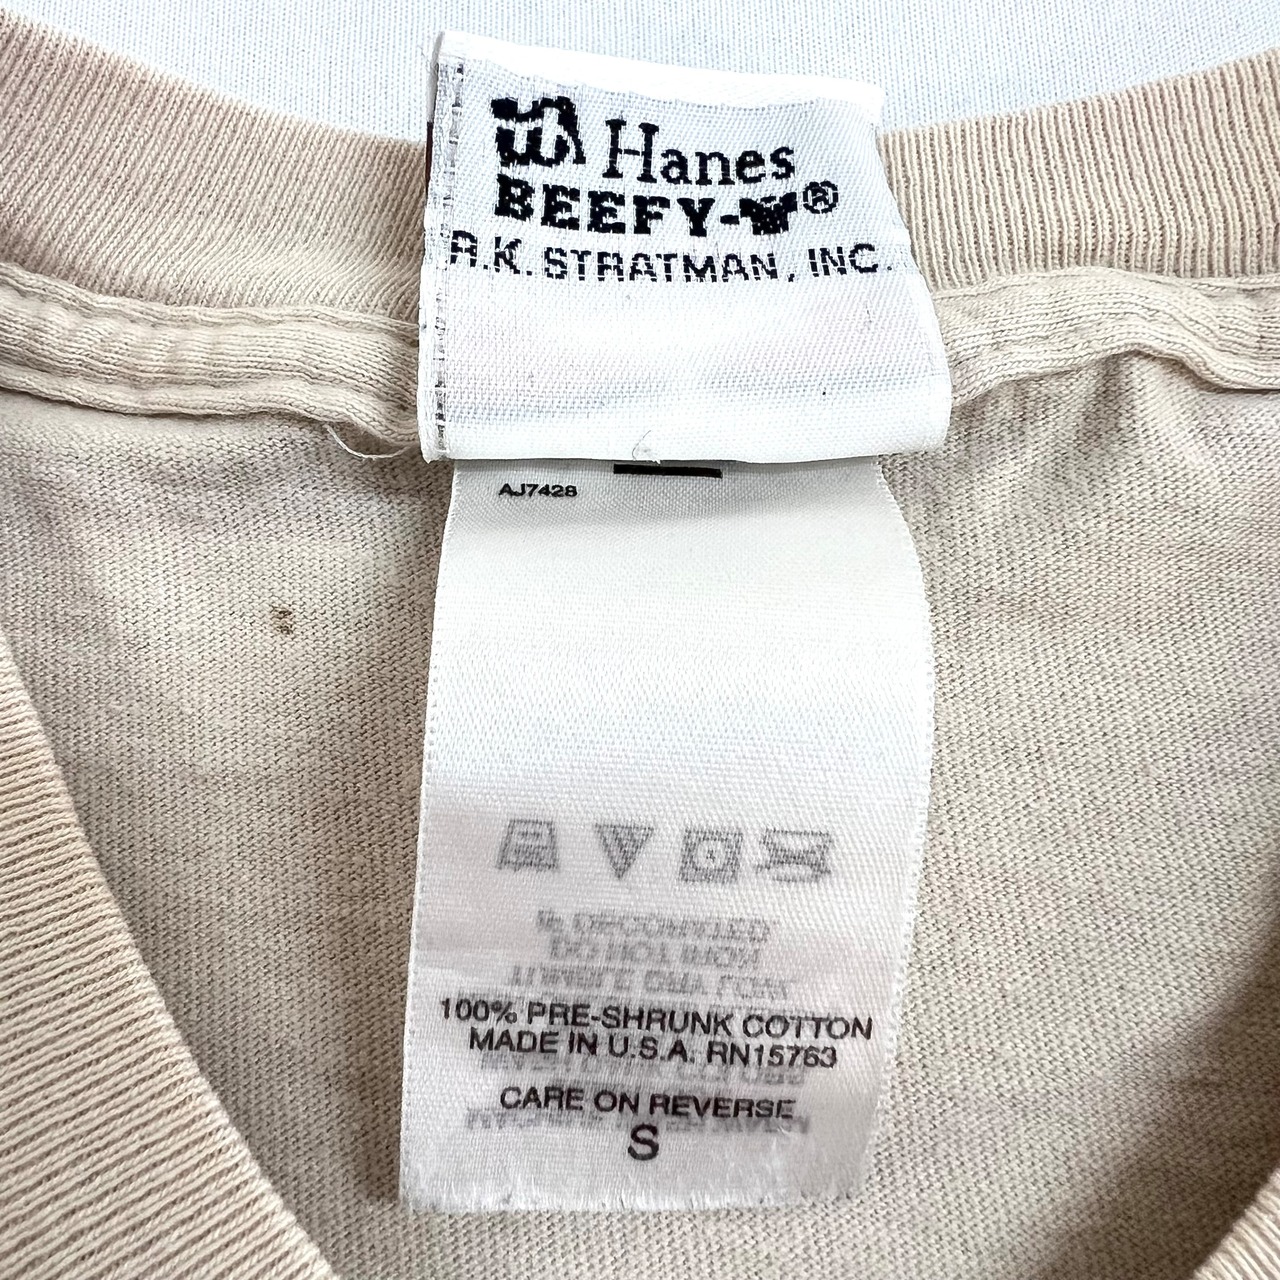 Hanes
BEEFY-T®
A.K. STRATMAN, INC.
AJ7428
100% PRE-SHRUNK COTTON
MADE IN U.S.A. RN15763
CARE ON REVERSE
S